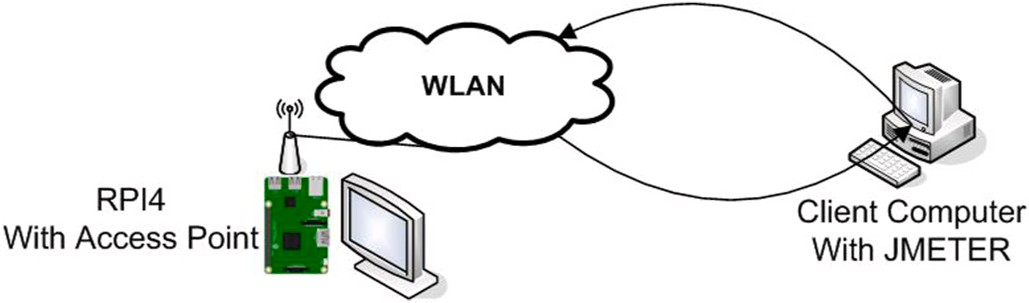 WLAN
RPI4
With Access Point
Client Computer
With JMETER